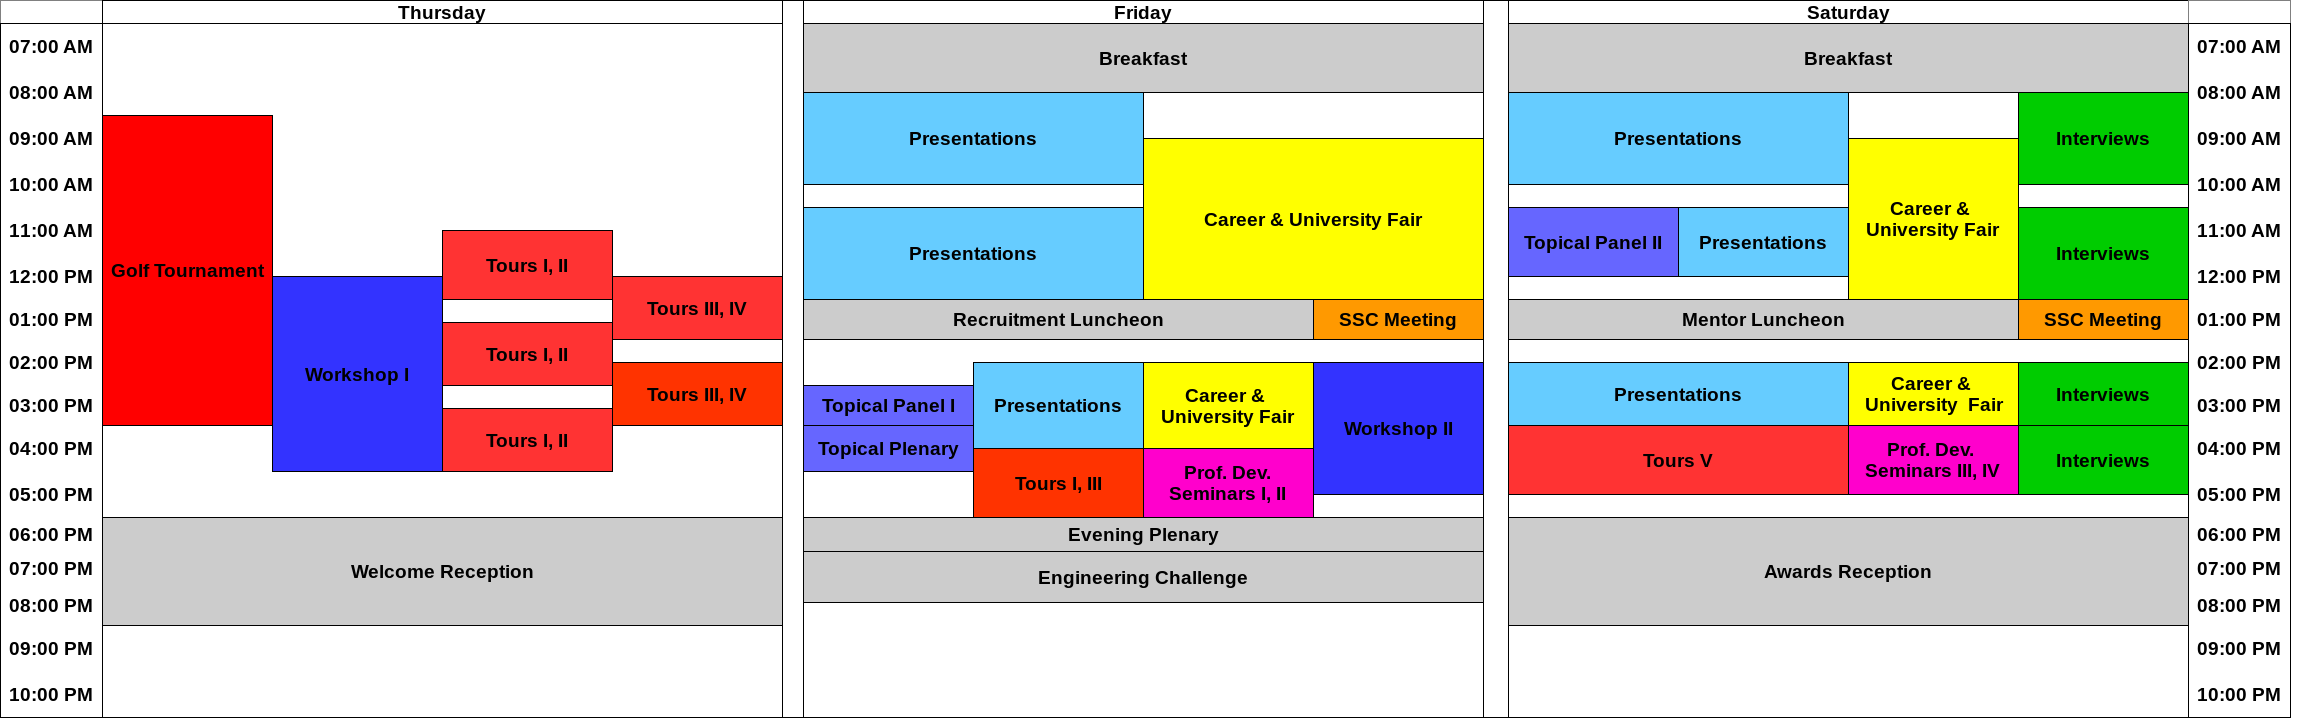 Thursday
Friday
Saturday
07:00 AM
08:00 AM
09:00 AM
10:00 AM
11:00 AM
12:00 PM
01:00 PM
02:00 PM
03:00 PM
04:00 PM
05:00 PM
06:00 PM
07:00 PM
08:00 PM
09:00 PM
10:00 PM
Golf Tournament
Workshop I
Tours I, II
Tours I, II
Tours I, II
Tours III, IV
Tours III, IV
Welcome Reception
Breakfast
Presentations
Career & University Fair
Presentations
Recruitment Luncheon
SSC Meeting
Topical Panel I
Topical Plenary
Presentations
Tours I, III
Career &
University Fair
Prof. Dev.
Seminars I, II
Workshop II
Evening Plenary
Engineering Challenge
Breakfast
Presentations
Career &
University Fair
Interviews
Topical Panel II
Presentations
Interviews
Mentor Luncheon
SSC Meeting
Presentations
Career &
University  Fair
Interviews
Tours V
Prof. Dev.
Seminars III, IV
Interviews
Awards Reception
07:00 AM
08:00 AM
09:00 AM
10:00 AM
11:00 AM
12:00 PM
01:00 PM
02:00 PM
03:00 PM
04:00 PM
05:00 PM
06:00 PM
07:00 PM
08:00 PM
09:00 PM
10:00 PM